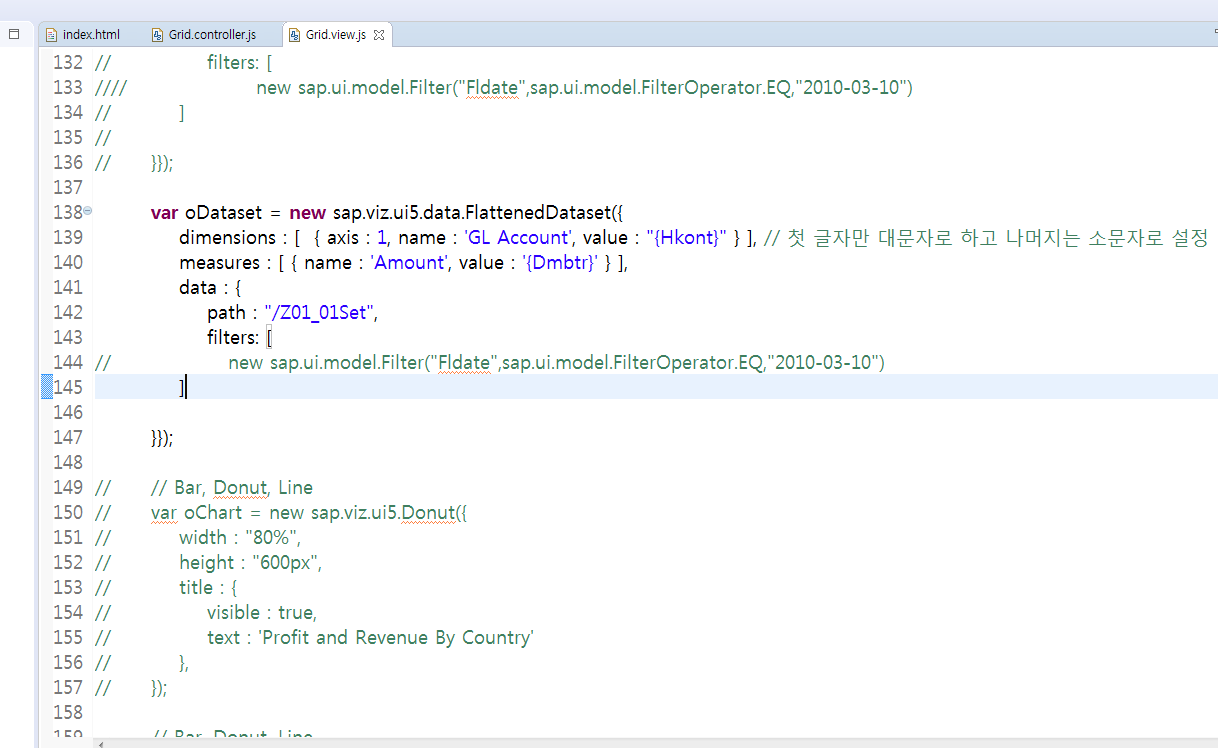 index.html Grid.controller.js Grid.view.js
132 // filters: [
133 //// new sap.ui.model.Filter("Fldate",sap.ui.model.FilterOperator.EQ,"2010-03-10")
134 // ]
135 //
136 // }});
137
138 var oDataset = new sap.viz.ui5.data.FlattenedDataset({
139 dimensions : [ { axis : 1, name : 'GL Account', value : "{Hkont}" } ], // 첫 글자만 대문자로 하고 나머지는 소문자로 설정
140 measures : [ { name : 'Amount', value : '{Dmbtr}' } ],
141 data : {
142 path : "/Z01_01Set",
143 filters: [
144 // new sap.ui.model.Filter("Fldate",sap.ui.model.FilterOperator.EQ,"2010-03-10")
145 ]
146
147 }});
148
149 // // Bar, Donut, Line
150 // var oChart = new sap.viz.ui5.Donut({
151 // width : "80%",
152 // height : "600px",
153 // title : {
154 // visible : true,
155 // text : 'Profit and Revenue By Country'
156 // },
157 // });
158
159 // Bar, Donut, Line